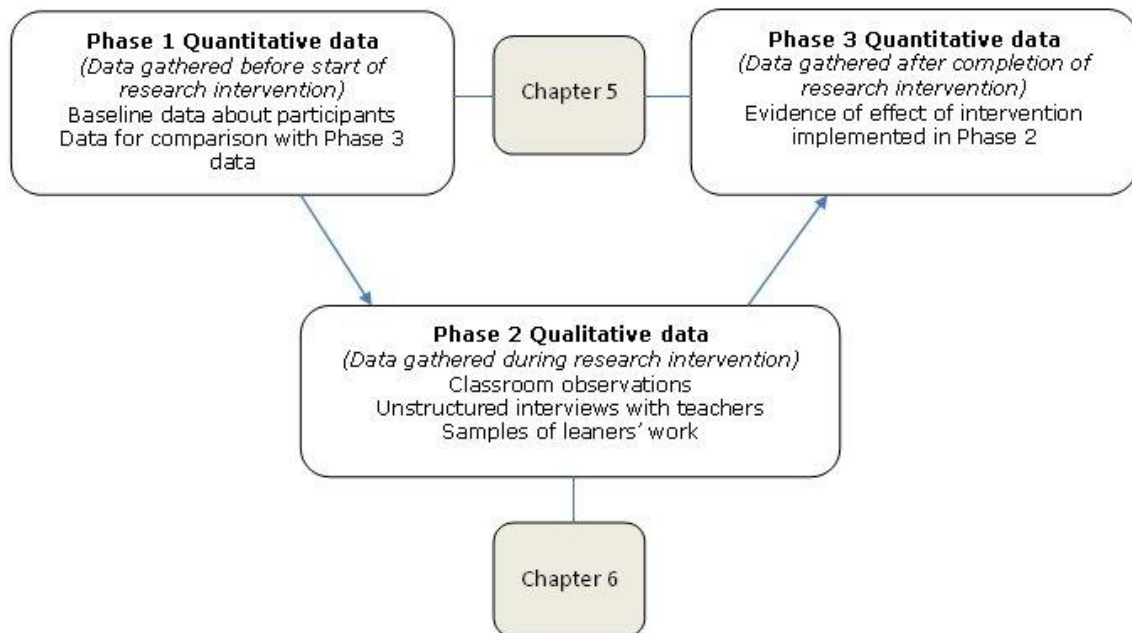 Phase 1 Quantitative data
(Data gathered before start of
research intervention)
Baseline data about participants
Data for comparison with Phase 3
data
Chapter 5
Phase 3 Quantitative data
(Data gathered after completion of
research intervention)
Evidence of effect of intervention
implemented in Phase 2
Phase 2 Qualitative data
(Data gathered during research intervention)
Classroom observations
Unstructured interviews with teachers
Samples of leaners’ work
Chapter 6